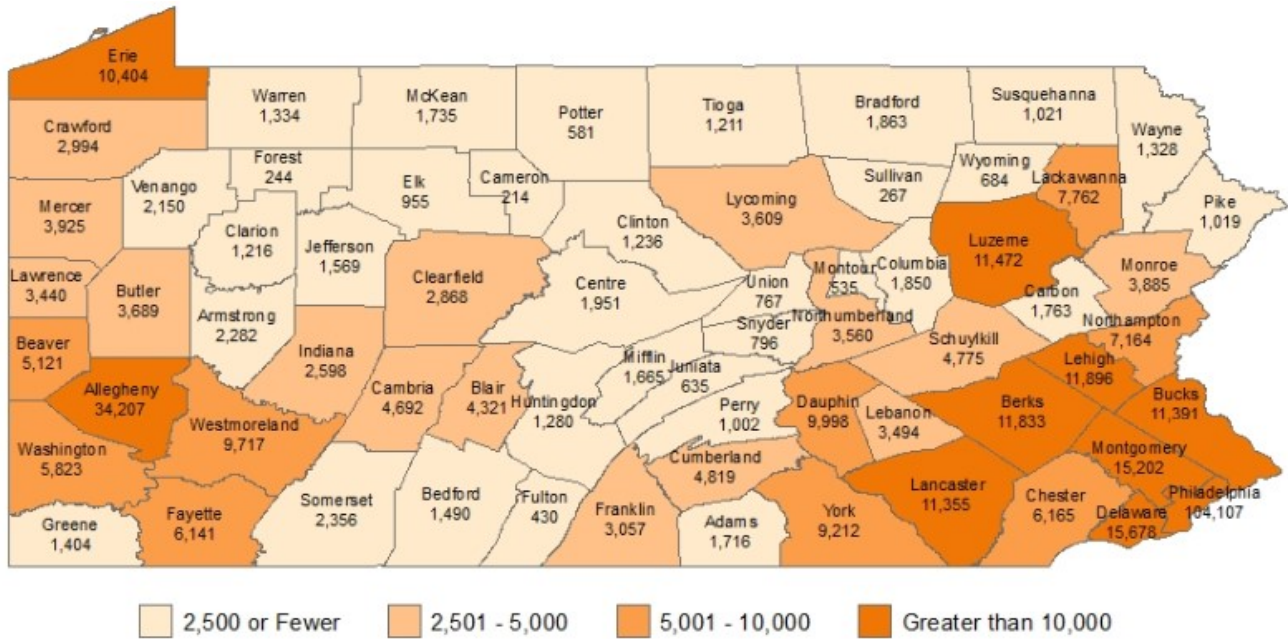 Erie
10,404
Warren
1,334
McKean
1,735
Potter
581
Tioga
1,211
Bradford
1,863
Susquehanna
1,021
Wayne
1,328
Crawford
2,994
Forest
244
Venango
2,150
Elk
955
Cameron
214
Sullivan
267
Wyoming
684
Lackawanna
7,762
Pike
1,019
Mercer
3,925
Clarion
1,216
Jefferson
1,569
Clinton
1,236
Lycoming
3,609
Luzerne
11,472
Monroe
3,885
Lawrence
3,440
Butler
3,689
Armstrong
2,282
Clearfield
2,868
Centre
1,951
Union
767
Montour
535
Columbia
1,850
Carbon
1,763
Snyder
796
Northumberland
3,560
Northampton
7,164
Beaver
5,121
Indiana
2,598
Mifflin
1,665
Juniata
635
Schuylkill
4,775
Lehigh
11,896
Allegheny
34,207
Westmoreland
9,717
Cambria
4,692
Blair
4,321
Huntingdon
1,280
Perry
1,002
Dauphin
9,998
Lebanon
3,494
Berks
11,833
Bucks
11,391
Washington
5,823
Cumberland
4,819
Montgomery
15,202
Greene
1,404
Fayette
6,141
Somerset
2,356
Bedford
1,490
Fulton
430
Franklin
3,057
Adams
1,716
York
9,212
Lancaster
11,355
Chester
6,165
Delaware
15,678
Philadelphia
104,107
2,500 or Fewer
2,501 - 5,000
5,001 - 10,000
Greater than 10,000